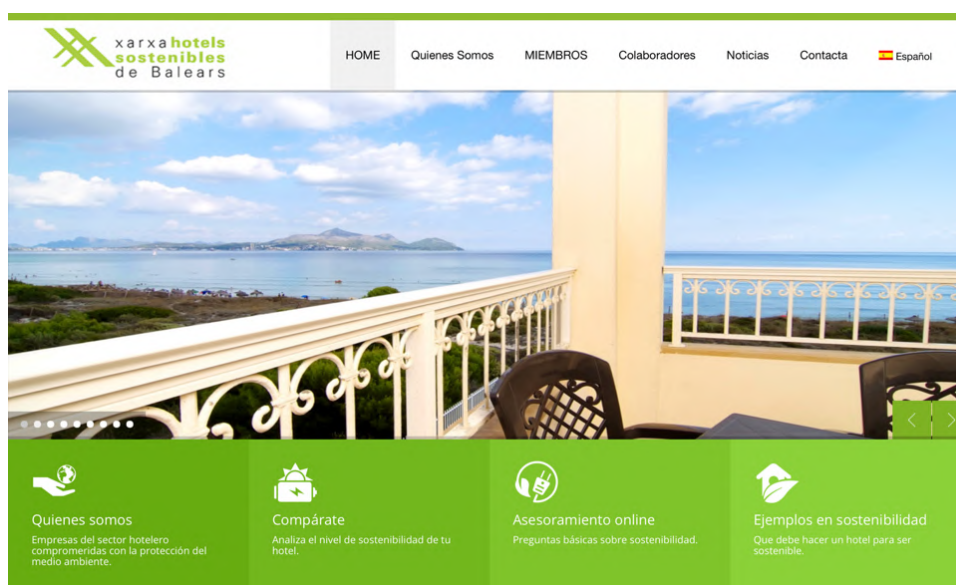 xarxa hotels
sostenibles
de Balears
HOME Quienes Somos MIEMBROS Colaboradores Noticias Contacta Español
Quienes somos
Empresas del sector hotelero
compromeridas con la protección del
medio ambiente.
Compárate
Analiza el nivel de sostenibilidad de tu
hotel.
Asesoramiento online
Preguntas básicas sobre sostenibilidad.
Ejemplos en sostenibilidad
Que debe hacer un hotel para ser
sostenible.